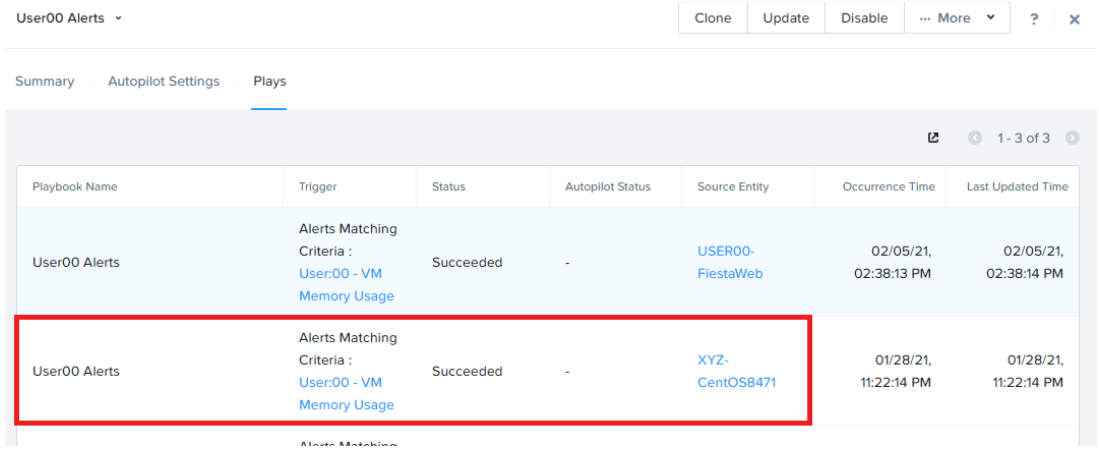 User00 Alerts
Clone Update Disable ··· More ? ×
Summary Autopilot Settings Plays
1 - 3 of 3
Playbook Name Trigger Status Autopilot Status Source Entity Occurrence Time Last Updated Time
Alerts Matching
Criteria :
User:00 - VM
Memory Usage
User00 Alerts
Succeeded
-
USER00-
FiestaWeb
02/05/21,
02:38:13 PM
02/05/21,
02:38:14 PM
User00 Alerts
Alerts Matching
Criteria :
User:00 - VM
Memory Usage
Succeeded
-
XYZ-
CentOS8471
01/28/21,
11:22:14 PM
01/28/21,
11:22:14 PM
Alerts Matching